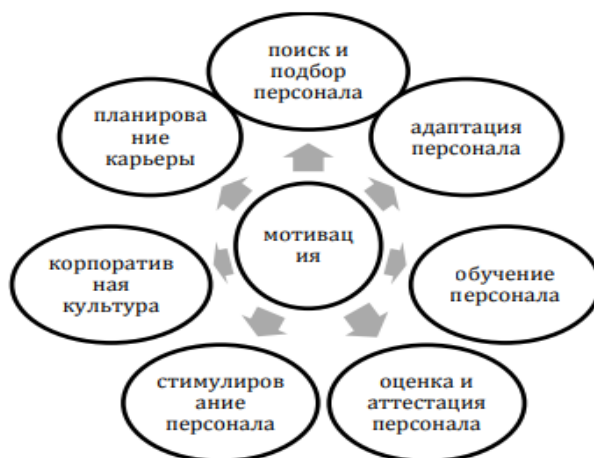 поиск и
подбор
персонала
адаптация
персонала
обучение
персонала
оценка и
аттестация
персонала
стимулиров
ание
персонала
корпоратив
ная
культура
планирова
ние
карьеры
мотивац
ия